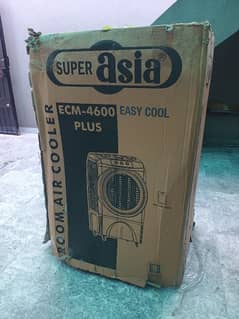 SUPER asia
ECM-4600 EASY COOL
PLUS
ROOM AIR COOLER